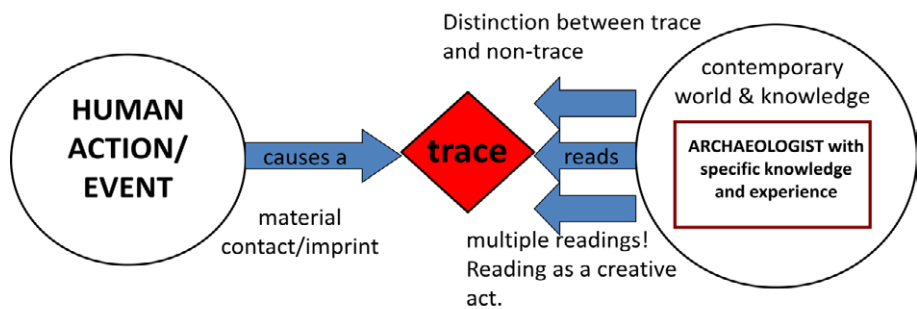 HUMAN
ACTION/
EVENT
causes a
material
contact/imprint
trace
Distinction between trace
and non-trace
reads
multiple readings!
Reading as a creative
act.
contemporary
world & knowledge
ARCHAEOLOGIST with
specific knowledge
and experience